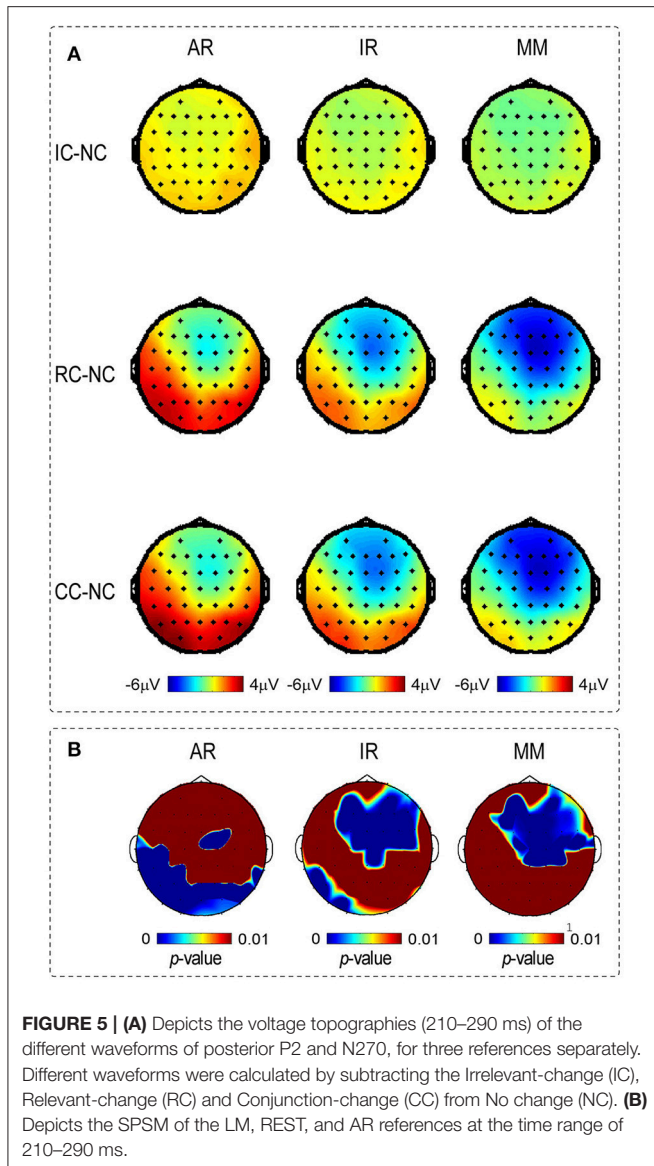 A
AR IR MM
IC-NC
RC-NC
CC-NC
-6μV 4μV -6μV 4μV -6μV 4μV
B
AR IR MM
0 0.01 0 0.01 0 0.01
1
p-value p-value p-value
FIGURE 5 | (A) Depicts the voltage topographies (210–290 ms) of the
different waveforms of posterior P2 and N270, for three references separately.
Different waveforms were calculated by subtracting the Irrelevant-change (IC),
Relevant-change (RC) and Conjunction-change (CC) from No change (NC). (B)
Depicts the SPSM of the LM, REST, and AR references at the time range of
210–290 ms.